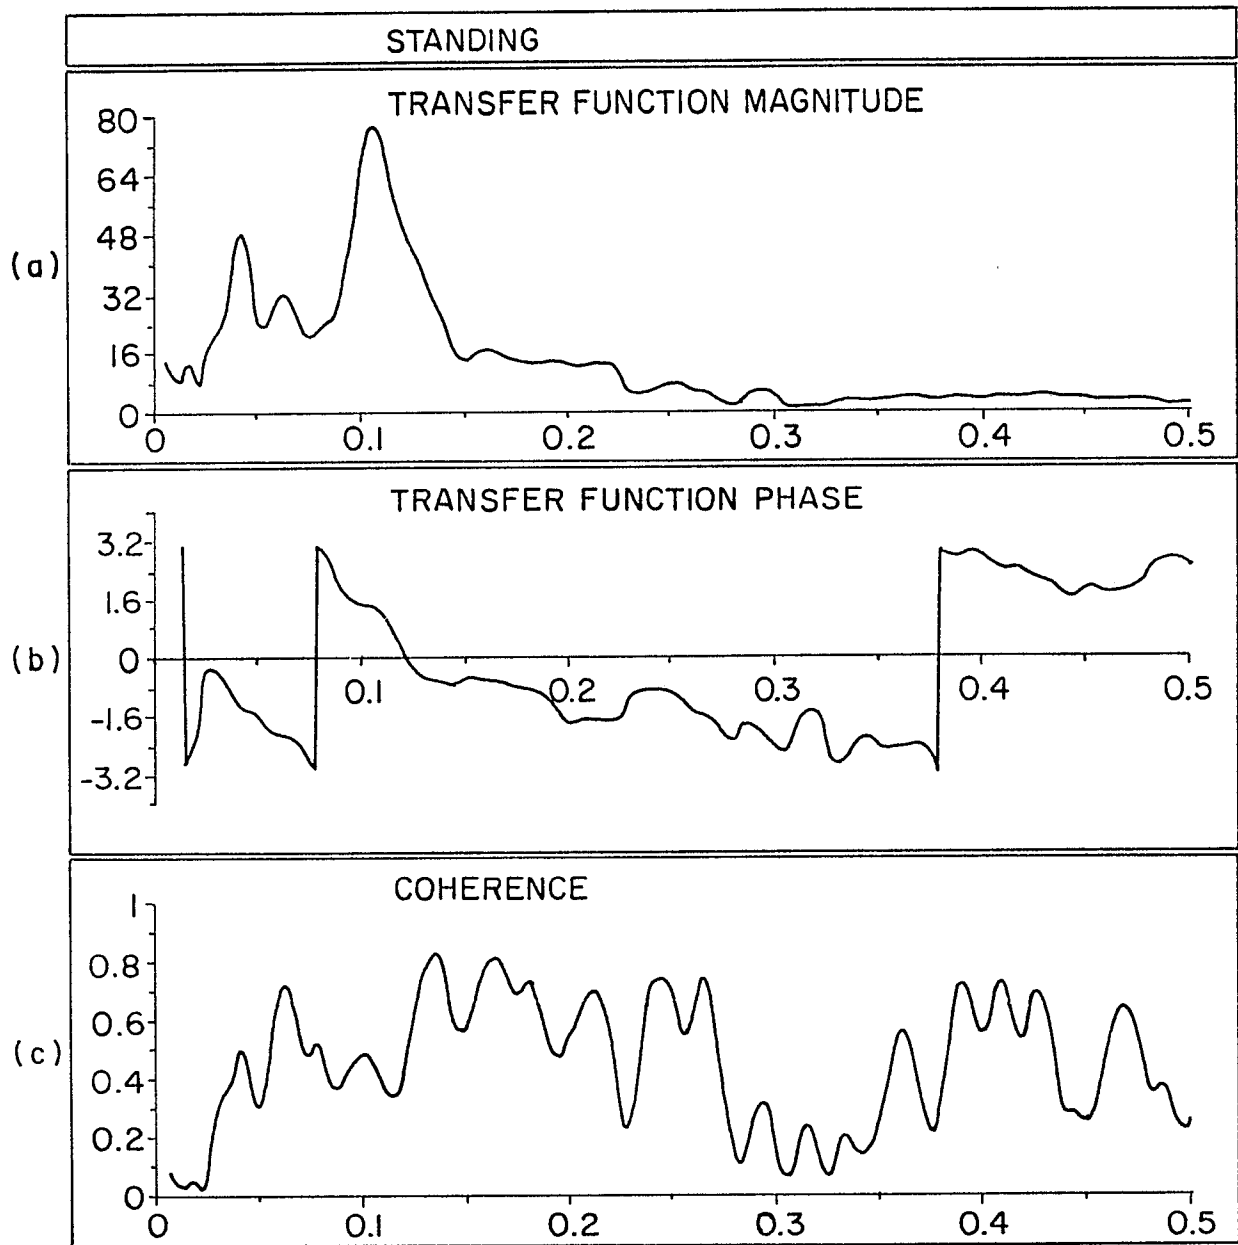 STANDING
TRANSFER FUNCTION MAGNITUDE
(a)
80
64
48
32
16
0
0 0.1 0.2 0.3 0.4 0.5
TRANSFER FUNCTION PHASE
(b)
3.2
1.6
0
-1.6
-3.2
0.1 0.2 0.3 0.4 0.5
COHERENCE
(c)
1
0.8
0.6
0.4
0.2
0
0 0.1 0.2 0.3 0.4 0.5